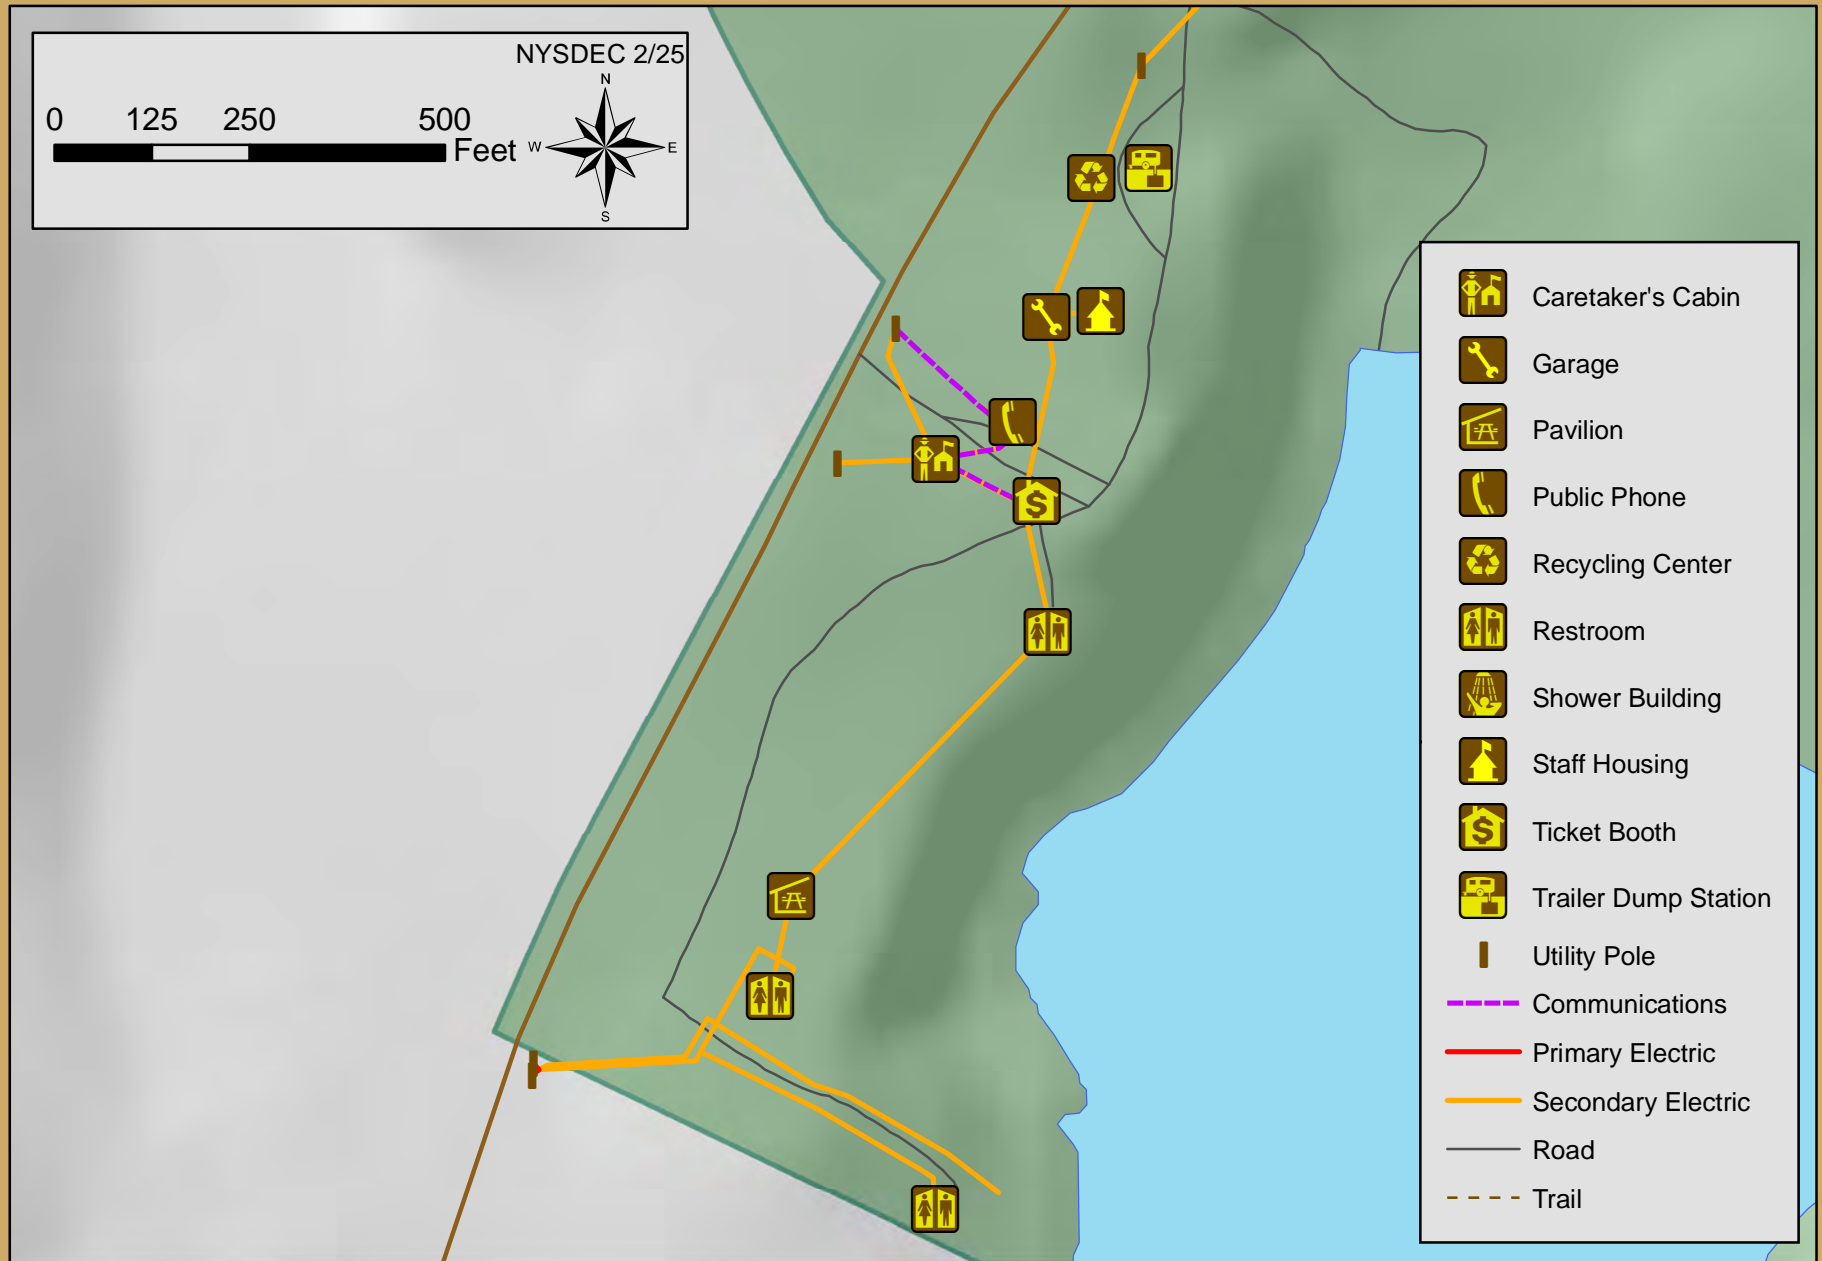 NYSDEC 2/25
N
0 125 250 500
Feet
W E
S
Caretaker's Cabin
Garage
Pavilion
Public Phone
Recycling Center
Restroom
Shower Building
Staff Housing
Ticket Booth
Trailer Dump Station
Utility Pole
Communications
Primary Electric
Secondary Electric
Road
Trail